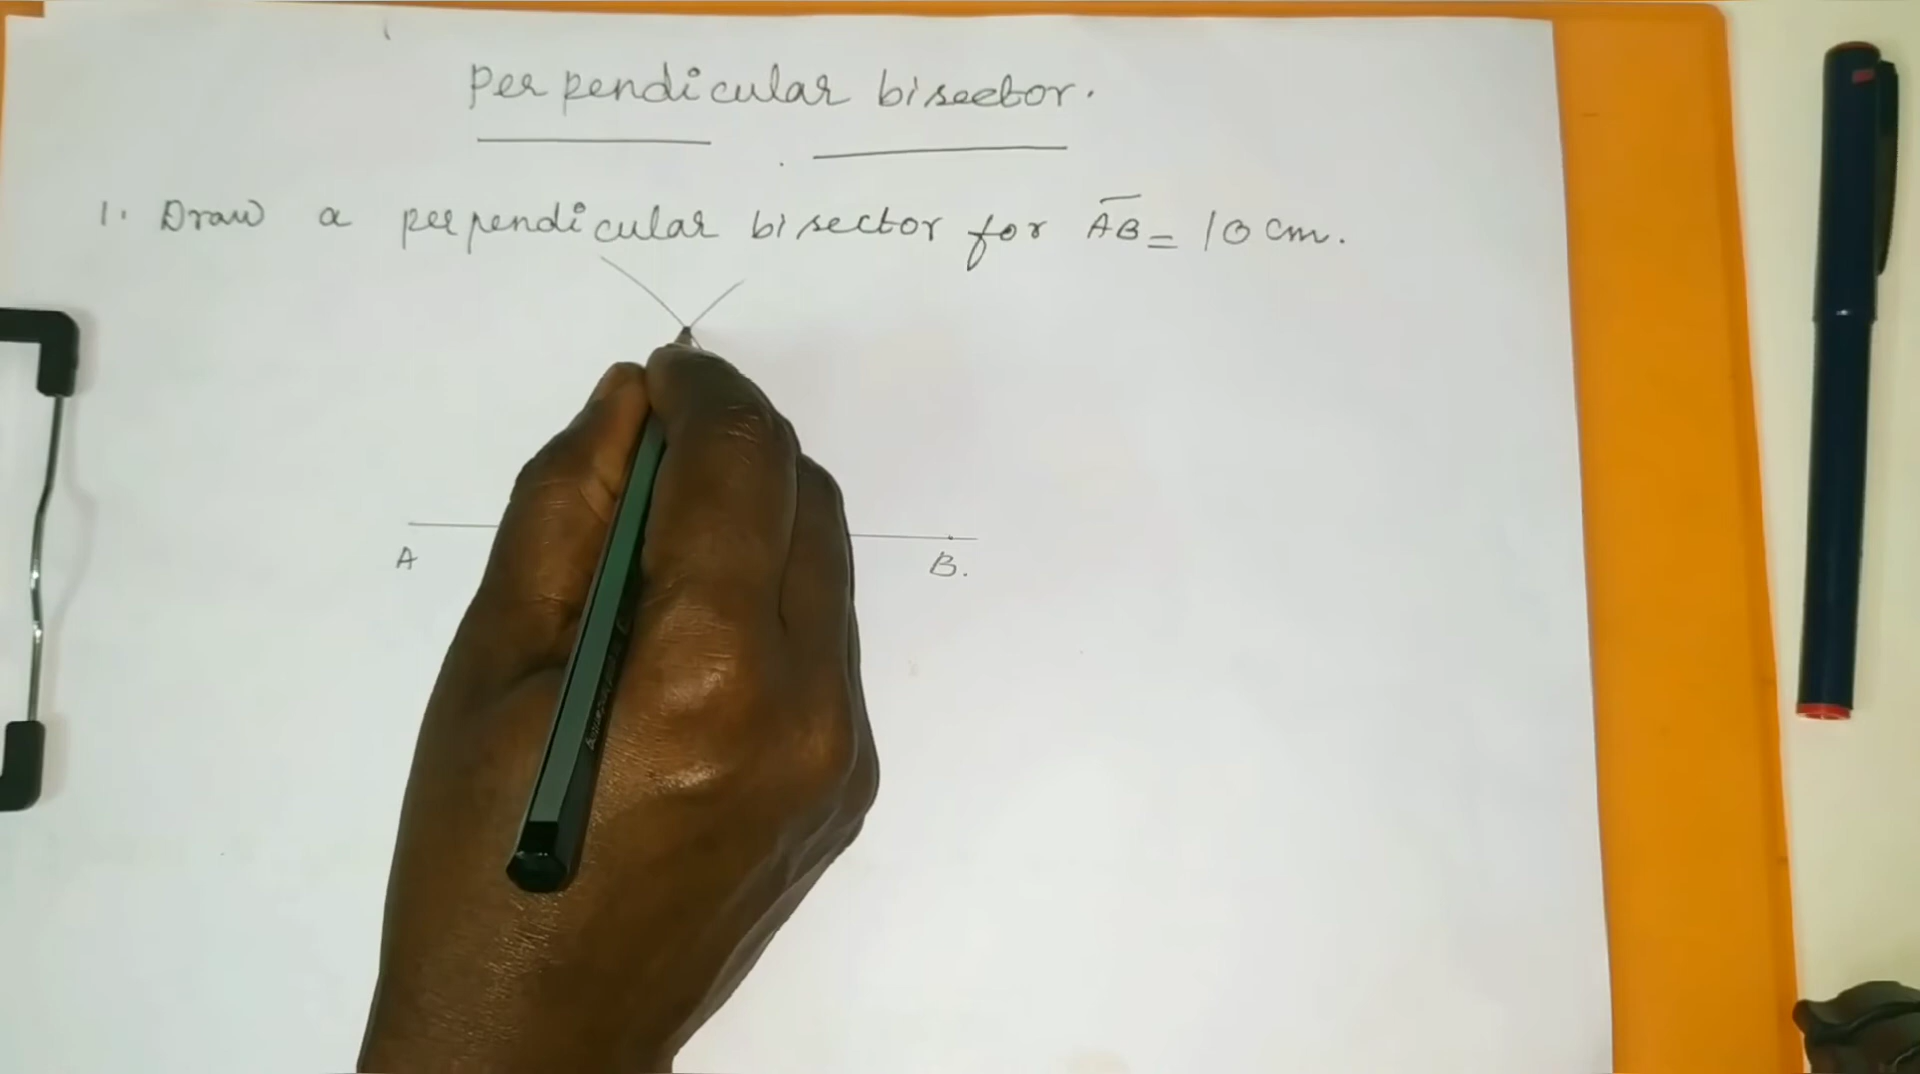 Perpendicular bisector.
1. Draw a perpendicular bisector for AB = 10 cm.
A
B.